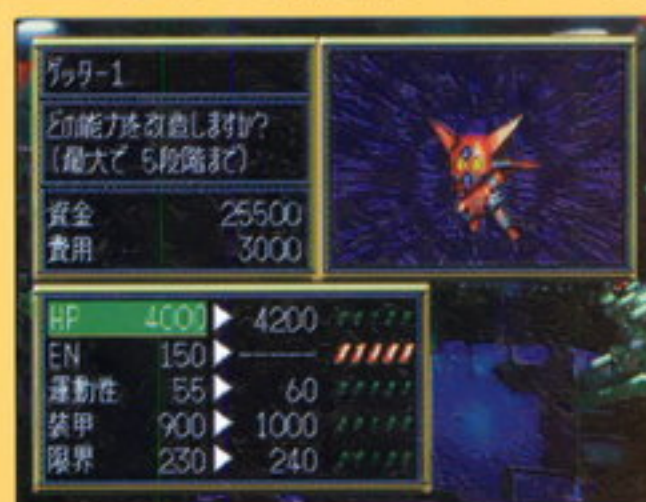 ゲッター1
どの能力を改造しますか?
(最大で 5段階まで)
資金 25500
費用 3000
HP 4000▶ 4200
EN 150▶-----
運動性 55▶ 60
装甲 900▶ 1000
限界 230▶ 240